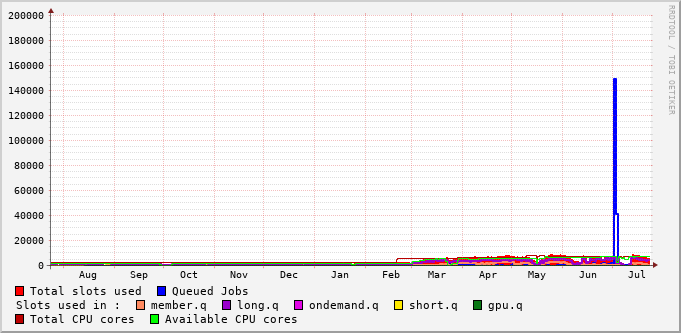 200000
180000
160000
140000
120000
100000
80000
60000
40000
20000
0
Aug Sep Oct Nov Dec Jan Feb Mar Apr May Jun Jul
Total slots used Queued Jobs
Slots used in : member.q long.q ondemand.q short.q gpu.q
Total CPU cores Available CPU cores
RRDTOOL / TOBI OETIKER